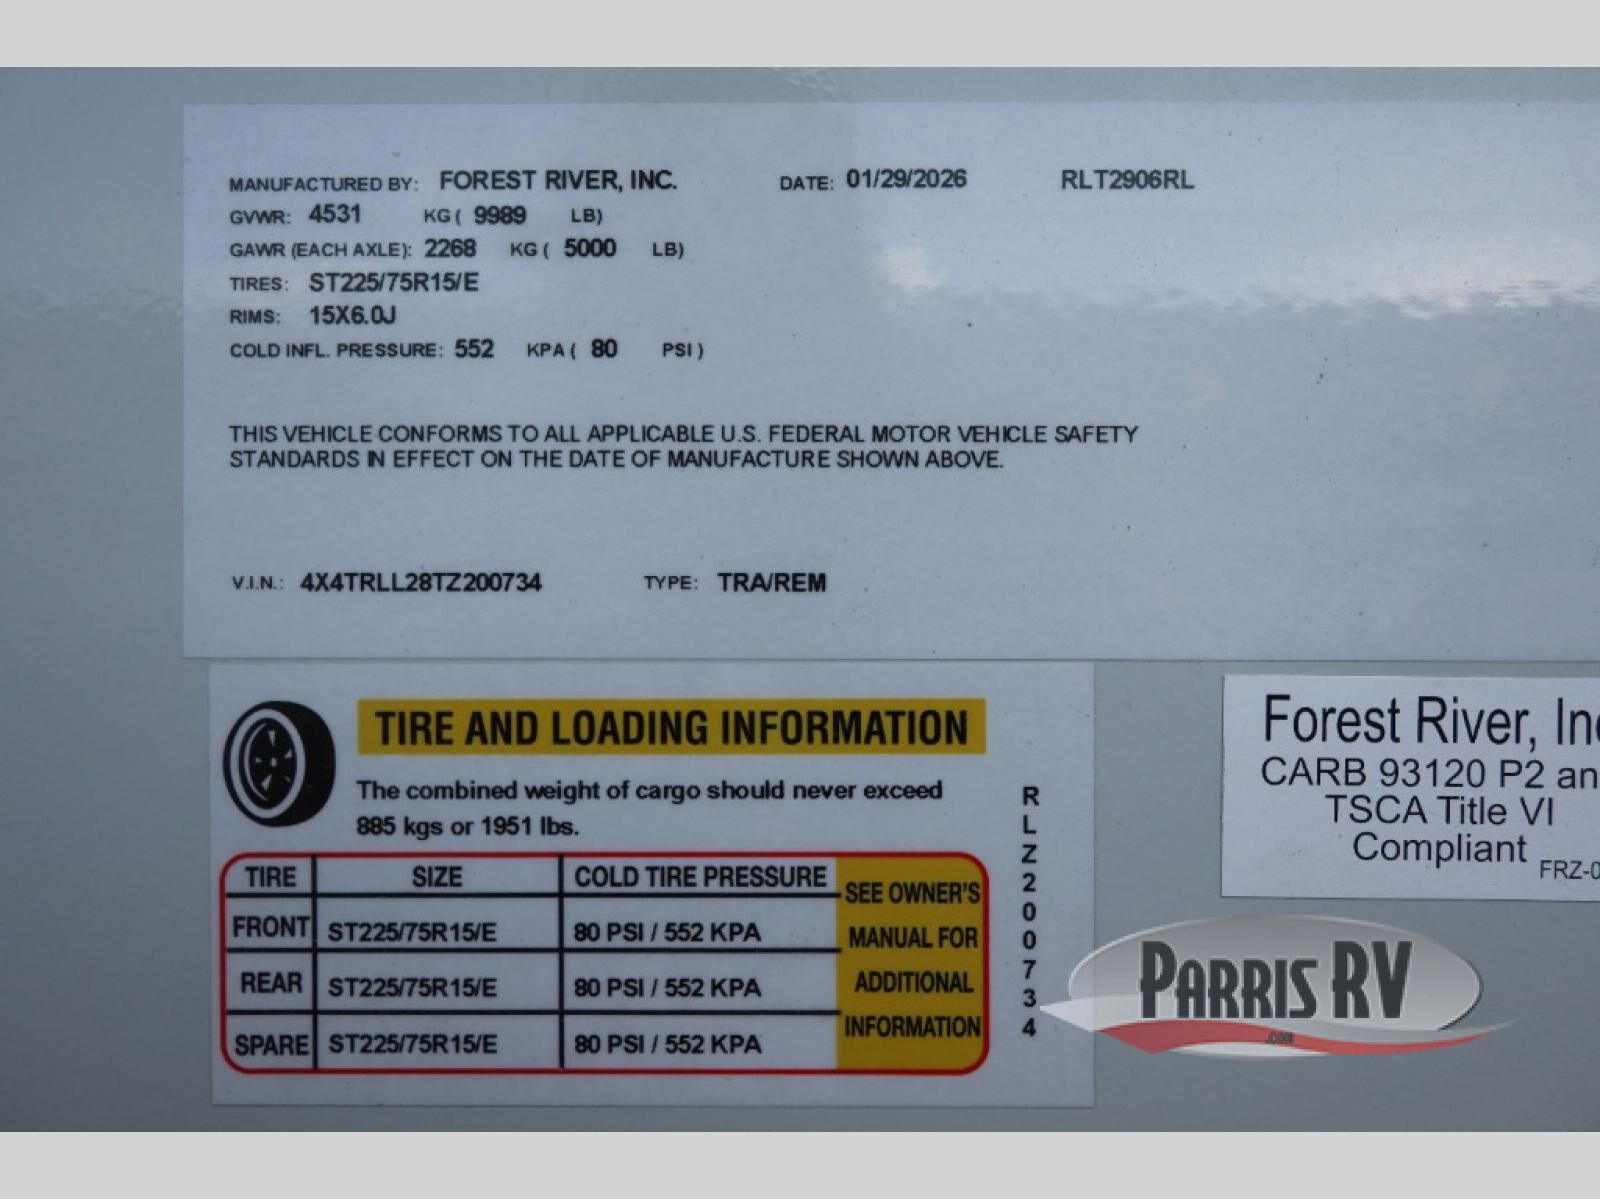 MANUFACTURED BY: FOREST RIVER, INC. DATE: 01/29/2026 RLT2906RL
GVWR: 4531 KG ( 9989 LB)
GAWR (EACH AXLE): 2268 KG ( 5000 LB)
TIRES: ST225/75R15/E
RIMS: 15X6.0J
COLD INFL. PRESSURE: 552 KPA ( 80 PSI )
THIS VEHICLE CONFORMS TO ALL APPLICABLE U.S. FEDERAL MOTOR VEHICLE SAFETY
STANDARDS IN EFFECT ON THE DATE OF MANUFACTURE SHOWN ABOVE.
V.I.N.: 4X4TRLL28TZ200734 TYPE: TRA/REM
TIRE AND LOADING INFORMATION
The combined weight of cargo should never exceed
885 kgs or 1951 lbs.
TIRE SIZE COLD TIRE PRESSURE
FRONT ST225/75R15/E 80 PSI / 552 KPA
REAR ST225/75R15/E 80 PSI / 552 KPA
SPARE ST225/75R15/E 80 PSI / 552 KPA
SEE OWNER'S
MANUAL FOR
ADDITIONAL
INFORMATION
RLZ200734
Forest River, Inc
CARB 93120 P2 an
TSCA Title VI
Compliant
FRZ-0
PARRIS RV
.COM